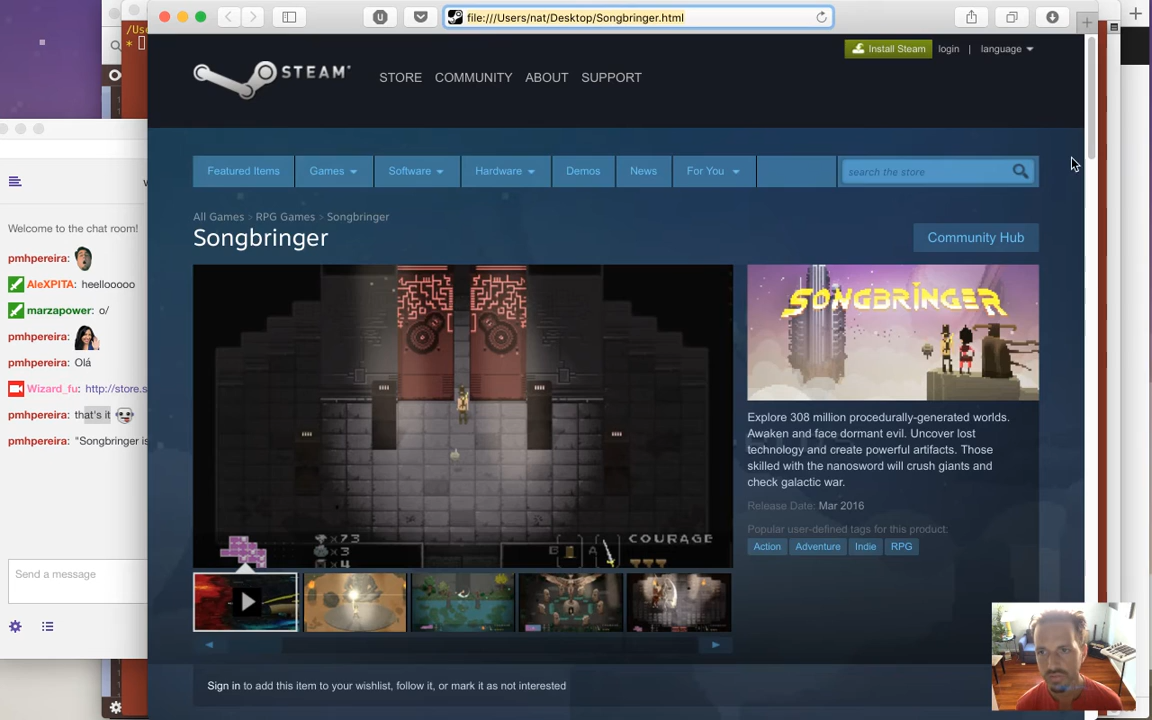 file:///Users/nat/Desktop/Songbringer.html
/Us
*
Install Steam login | language
STEAM
STORE COMMUNITY ABOUT SUPPORT
Featured Items Games Software Hardware Demos News For You search the store
All Games > RPG Games > Songbringer
Songbringer
Community Hub
COURAGE
x73
x3
x4
B
A
SONGBRINGER
Explore 308 million procedurally-generated worlds.
Awaken and face dormant evil. Uncover lost
technology and create powerful artifacts. Those
skilled with the nanosword will crush giants and
check galactic war.
Release Date: Mar 2016
Popular user-defined tags for this product:
Action Adventure Indie RPG
Sign in to add this item to your wishlist, follow it, or mark it as not interested
Welcome to the chat room!
pmhpereira:
AleXPITA: heellooooo
marzapower: o/
pmhpereira:
pmhpereira: Olá
Wizard_fu: http://store.s
pmhpereira: that's it
pmhpereira: "Songbringer is
Send a message